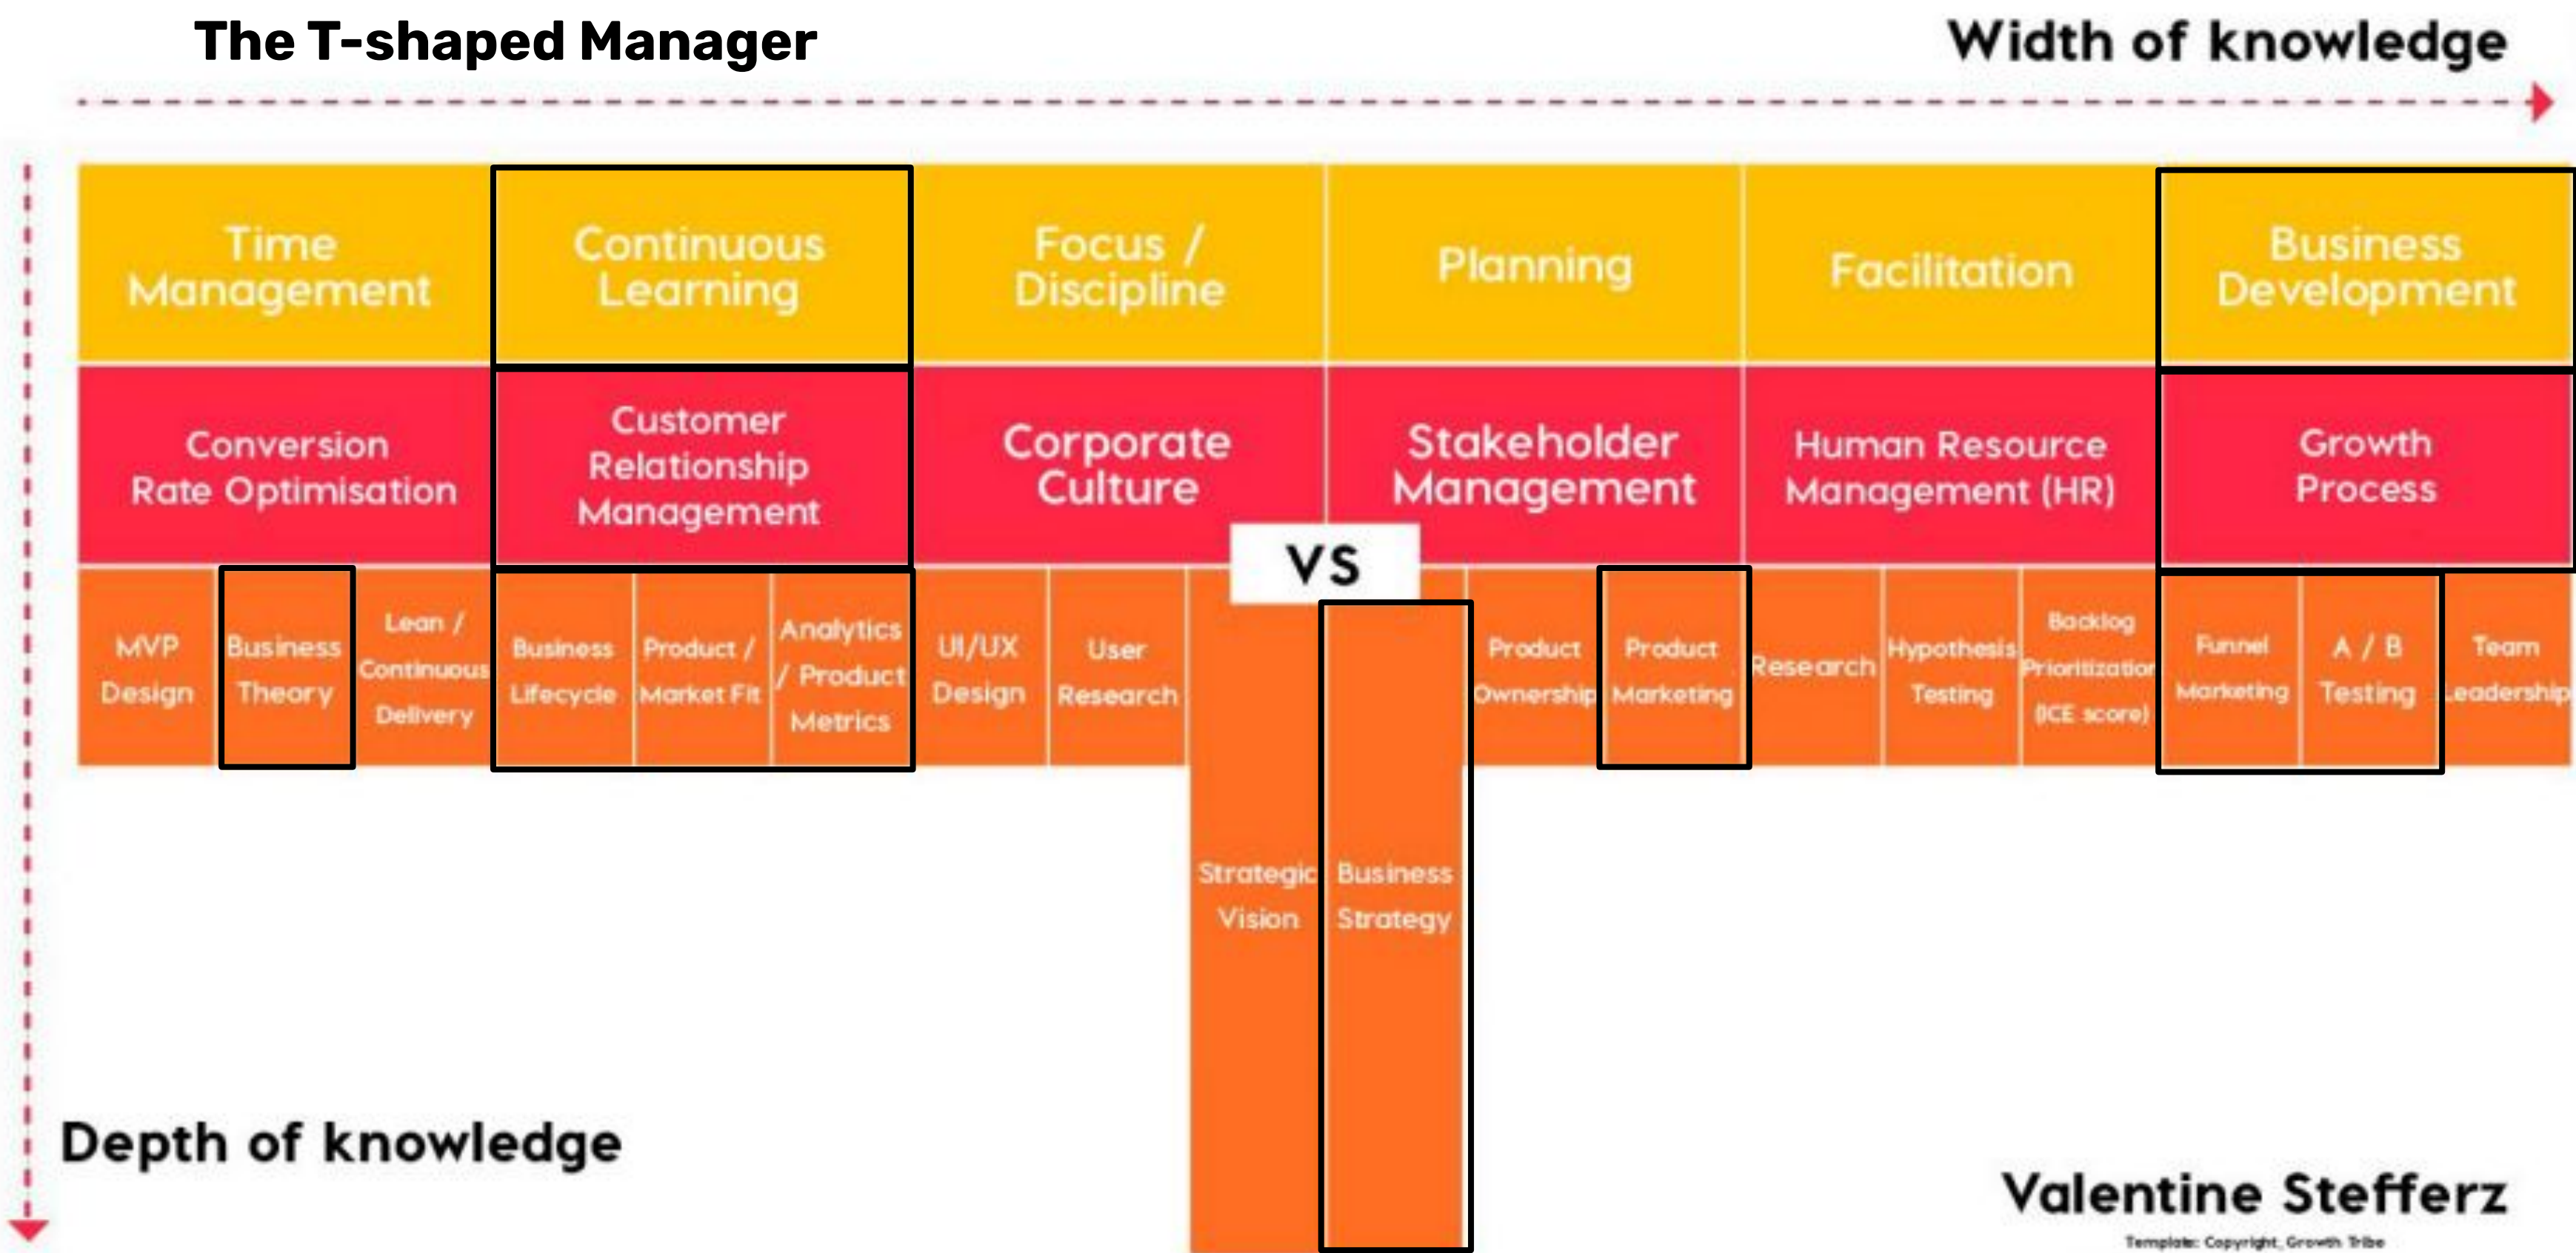 The T-shaped Manager
Width of knowledge
Time
Management
Continuous
Learning
Focus /
Discipline
Planning
Facilitation
Business
Development
Conversion
Rate Optimisation
Customer
Relationship
Management
Corporate
Culture
Stakeholder
Management
Human Resource
Management (HR)
Growth
Process
VS
MVP
Design
Business
Theory
Lean /
Continuous
Delivery
Business
Lifecycle
Product /
Market Fit
Analytics
/ Product
Metrics
UI/UX
Design
User
Research
Strategic
Vision
Business
Strategy
Product
Ownership
Product
Marketing
Research
Hypothesis
Testing
Backlog
Prioritization
(ICE score)
Funnel
Marketing
A / B
Testing
Team
Leadership
Depth of knowledge
Valentine Stefferz
Template: Copyright, Growth Tribe